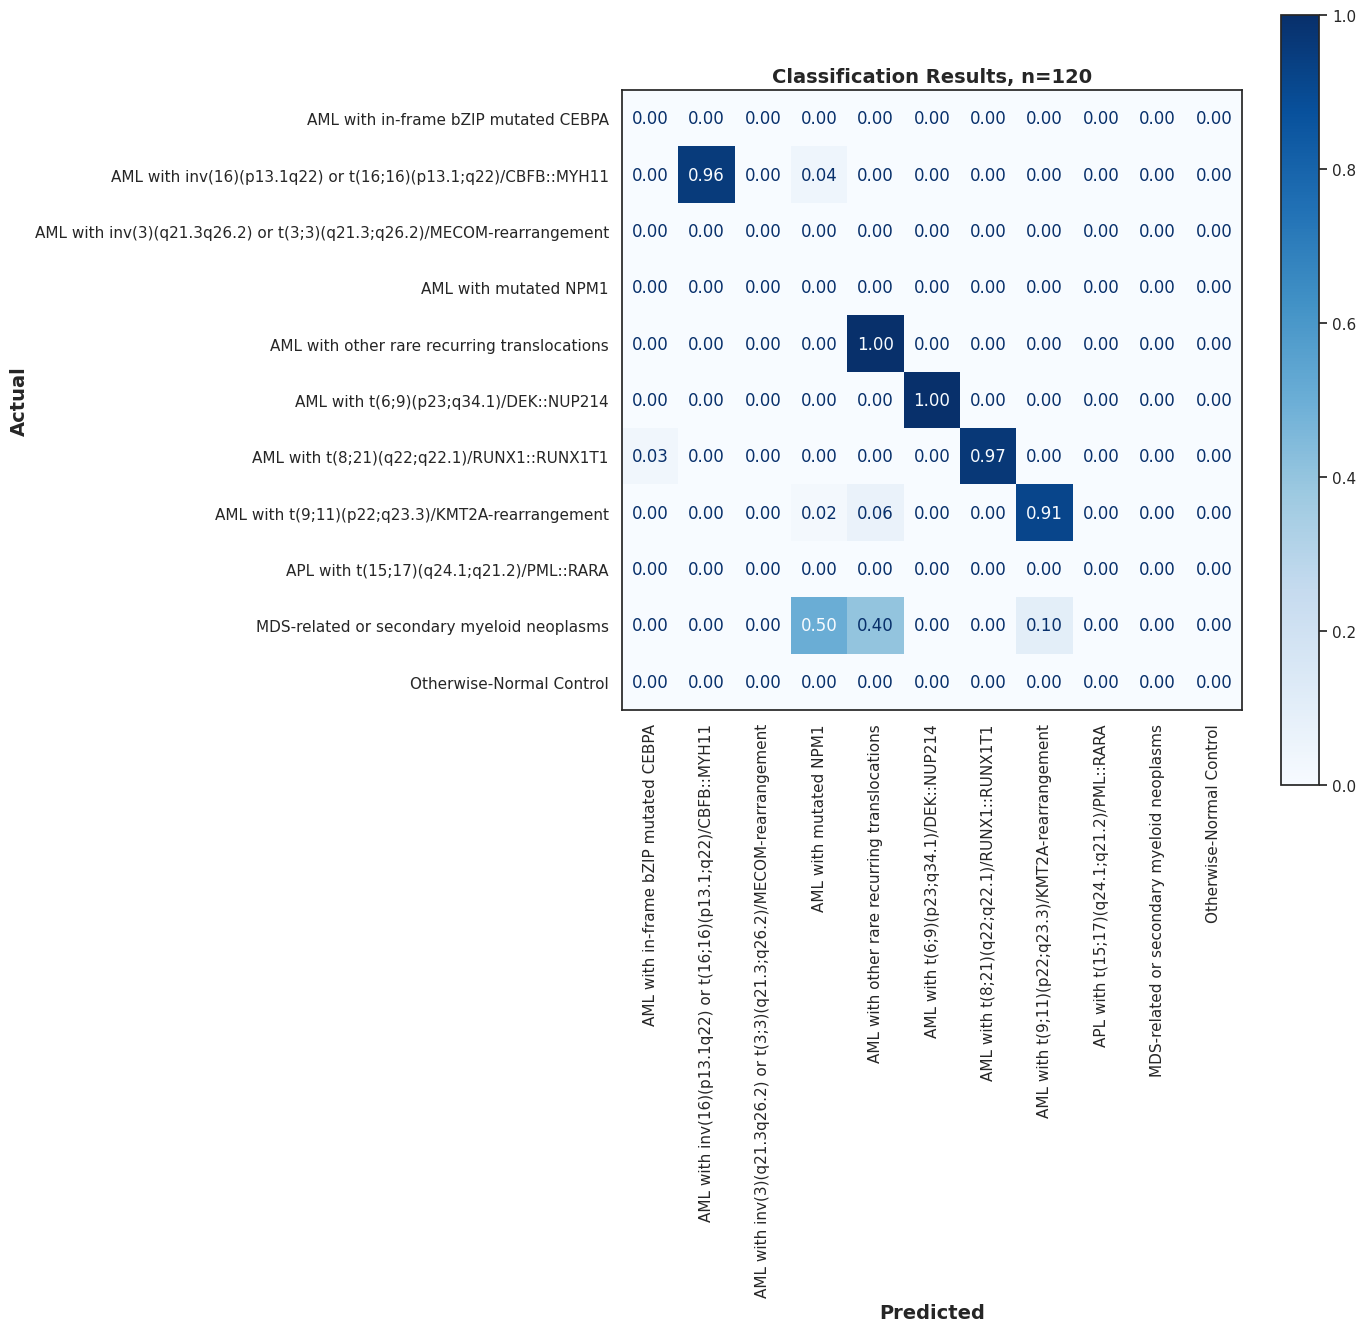 Classification Results, n=120
Actual
AML with in-frame bZIP mutated CEBPA 0.00 0.00 0.00 0.00 0.00 0.00 0.00 0.00 0.00 0.00 0.00
AML with inv(16)(p13.1q22) or t(16;16)(p13.1;q22)/CBFB::MYH11 0.00 0.96 0.00 0.04 0.00 0.00 0.00 0.00 0.00 0.00 0.00
AML with inv(3)(q21.3q26.2) or t(3;3)(q21.3;q26.2)/MECOM-rearrangement 0.00 0.00 0.00 0.00 0.00 0.00 0.00 0.00 0.00 0.00 0.00
AML with mutated NPM1 0.00 0.00 0.00 0.00 0.00 0.00 0.00 0.00 0.00 0.00 0.00
AML with other rare recurring translocations 0.00 0.00 0.00 0.00 1.00 0.00 0.00 0.00 0.00 0.00 0.00
AML with t(6;9)(p23;q34.1)/DEK::NUP214 0.00 0.00 0.00 0.00 0.00 1.00 0.00 0.00 0.00 0.00 0.00
AML with t(8;21)(q22;q22.1)/RUNX1::RUNX1T1 0.03 0.00 0.00 0.00 0.00 0.00 0.97 0.00 0.00 0.00 0.00
AML with t(9;11)(p22;q23.3)/KMT2A-rearrangement 0.00 0.00 0.00 0.02 0.06 0.00 0.00 0.91 0.00 0.00 0.00
APL with t(15;17)(q24.1;q21.2)/PML::RARA 0.00 0.00 0.00 0.00 0.00 0.00 0.00 0.00 0.00 0.00 0.00
MDS-related or secondary myeloid neoplasms 0.00 0.00 0.00 0.50 0.40 0.00 0.00 0.10 0.00 0.00 0.00
Otherwise-Normal Control 0.00 0.00 0.00 0.00 0.00 0.00 0.00 0.00 0.00 0.00 0.00
AML with in-frame bZIP mutated CEBPA
AML with inv(16)(p13.1q22) or t(16;16)(p13.1;q22)/CBFB::MYH11
AML with inv(3)(q21.3q26.2) or t(3;3)(q21.3;q26.2)/MECOM-rearrangement
AML with mutated NPM1
AML with other rare recurring translocations
AML with t(6;9)(p23;q34.1)/DEK::NUP214
AML with t(8;21)(q22;q22.1)/RUNX1::RUNX1T1
AML with t(9;11)(p22;q23.3)/KMT2A-rearrangement
APL with t(15;17)(q24.1;q21.2)/PML::RARA
MDS-related or secondary myeloid neoplasms
Otherwise-Normal Control
Predicted
1.0
0.8
0.6
0.4
0.2
0.0